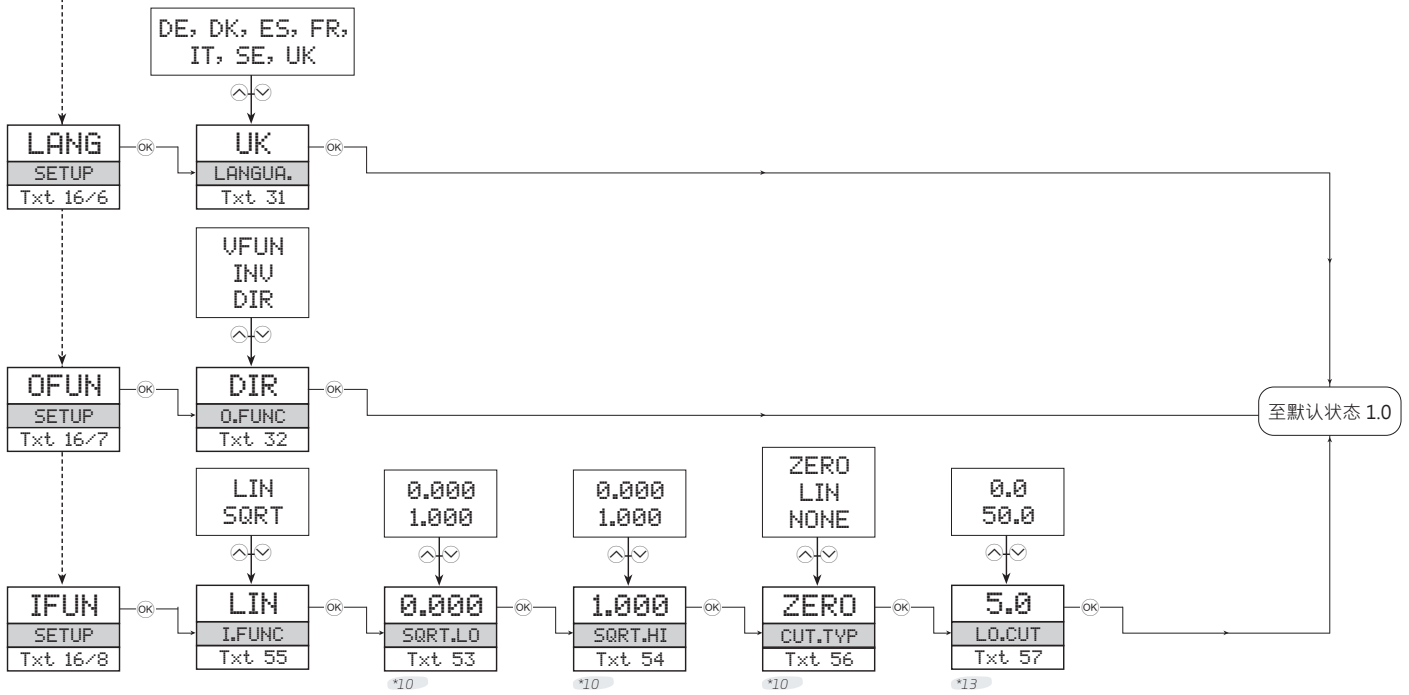 DE, DK, ES, FR,
IT, SE, UK
LANG
SETUP
Txt 16/6
OK
UK
LANGUA.
Txt 31
OK
VFUN
INV
DIR
OFUN
SETUP
Txt 16/7
OK
DIR
O.FUNC
Txt 32
OK
至默认状态 1.0
LIN
SQRT
0.000
1.000
0.000
1.000
ZERO
LIN
NONE
0.0
50.0
IFUN
SETUP
Txt 16/8
OK
LIN
I.FUNC
Txt 55
OK
0.000
SQRT.LO
Txt 53
*10
OK
1.000
SQRT.HI
Txt 54
*10
OK
ZERO
CUT.TYP
Txt 56
*10
OK
5.0
LO.CUT
Txt 57
*13
OK